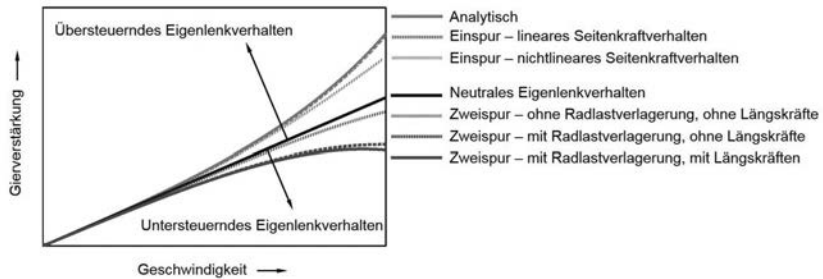 Übersteuerndes Eigenlenkverhalten
Untersteuerndes Eigenlenkverhalten
Gierverstärkung
Geschwindigkeit
Analytisch
Einspur – lineares Seitenkraftverhalten
Einspur – nichtlineares Seitenkraftverhalten
Neutrales Eigenlenkverhalten
Zweispur – ohne Radlastverlagerung, ohne Längskräfte
Zweispur – mit Radlastverlagerung, ohne Längskräfte
Zweispur – mit Radlastverlagerung, mit Längskräften